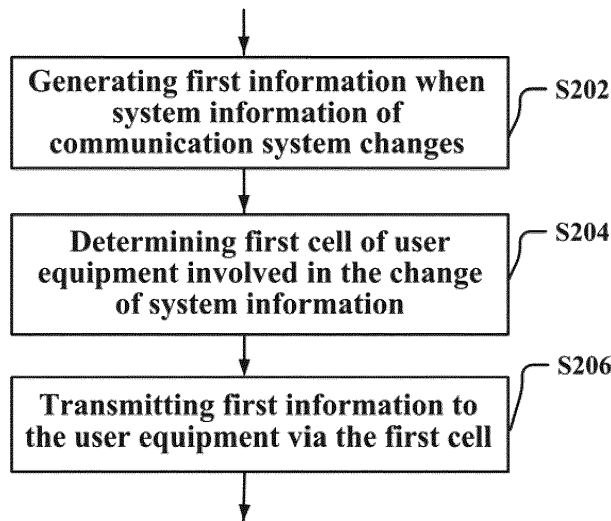 Generating first information when
system information of
communication system changes
S202
Determining first cell of user
equipment involved in the change
of system information
S204
Transmitting first information to
the user equipment via the first cell
S206